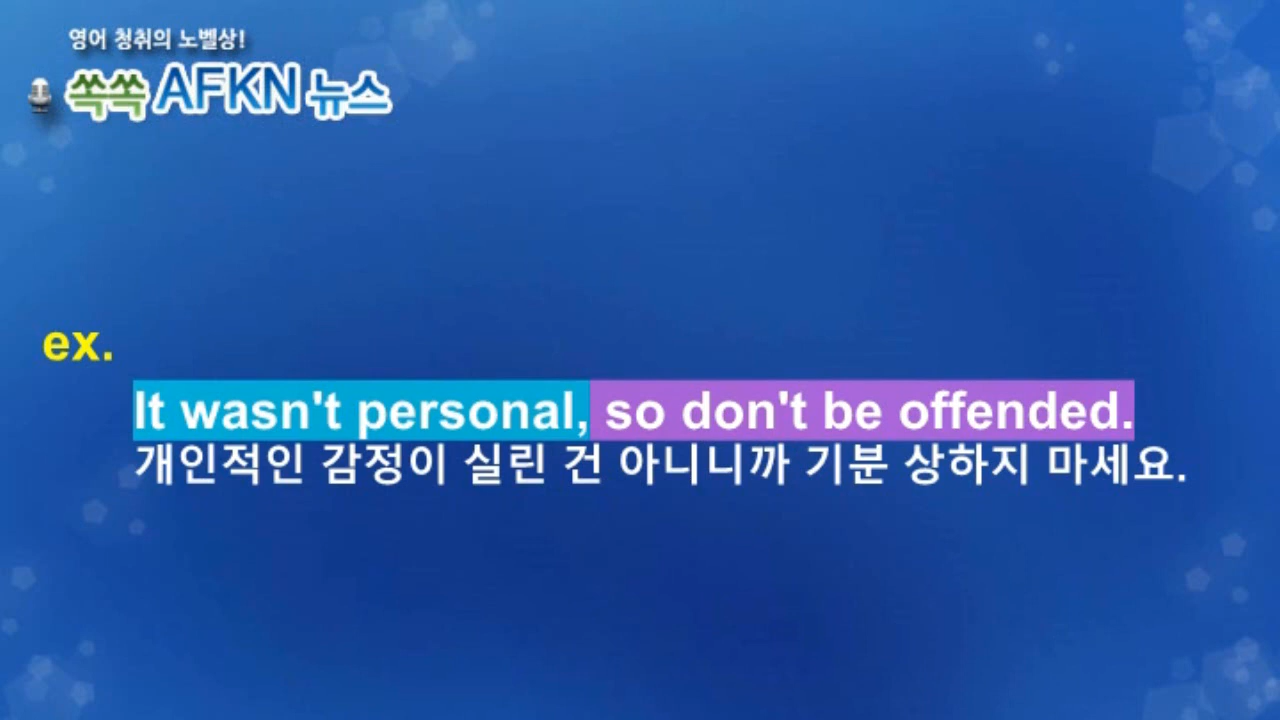 영어 청취의 노벨상!
쏙쏙 AFKN 뉴스
ex.
It wasn't personal, so don't be offended.
개인적인 감정이 실린 건 아니니까 기분 상하지 마세요.